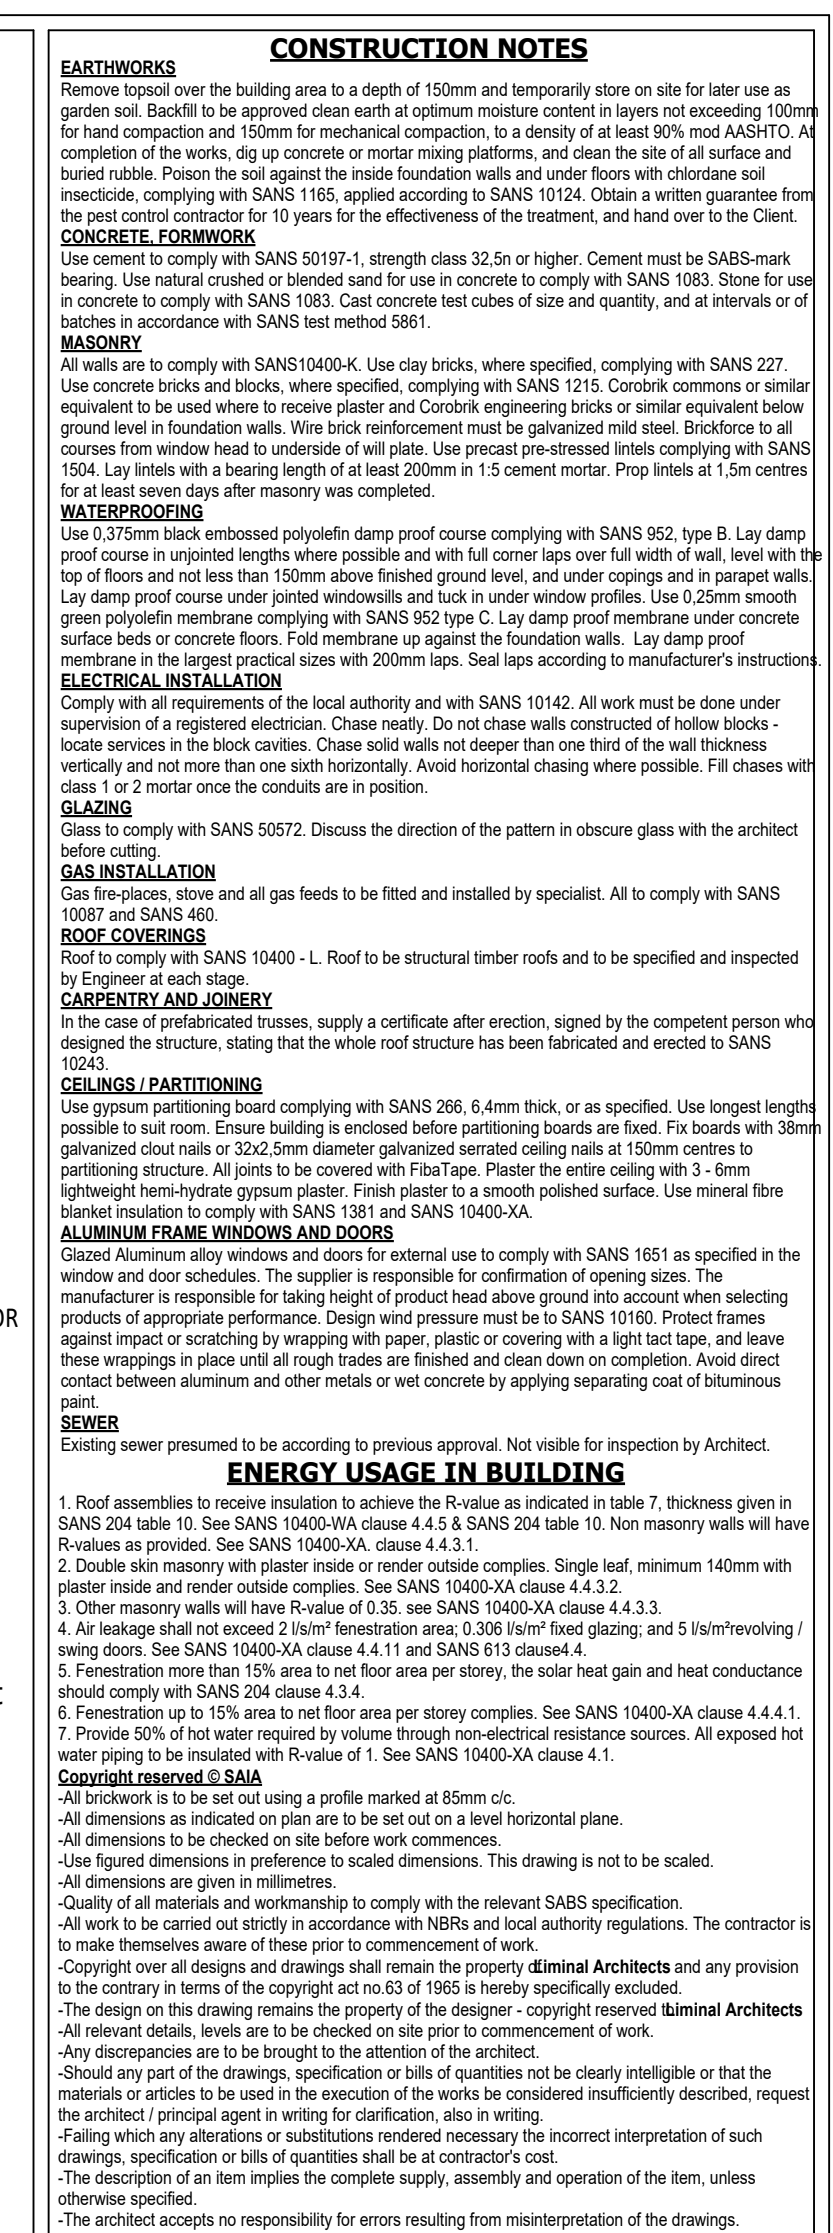 CONSTRUCTION NOTES
EARTHWORKS
Remove topsoil over the building area to a depth of 150mm and temporarily store on site for later use as
garden soil. Backfill to be approved clean earth at optimum moisture content in layers not exceeding 100mm
for hand compaction and 150mm for mechanical compaction, to a density of at least 90% mod AASHTO. At
completion of the works, dig up concrete or mortar mixing platforms, and clean the site of all surface and
buried rubble. Poison the soil against the inside foundation walls and under floors with chlordane soil
insecticide, complying with SANS 1165, applied according to SANS 10124. Obtain a written guarantee from
the pest control contractor for 10 years for the effectiveness of the treatment, and hand over to the Client.
CONCRETE, FORMWORK
Use cement to comply with SANS 50197-1, strength class 32,5n or higher. Cement must be SABS-mark
bearing. Use natural crushed or blended sand for use in concrete to comply with SANS 1083. Stone for use
in concrete to comply with SANS 1083. Cast concrete test cubes of size and quantity, and at intervals or of
batches in accordance with SANS test method 5861.
MASONRY
All walls are to comply with SANS10400-K. Use clay bricks, where specified, complying with SANS 227.
Use concrete bricks and blocks, where specified, complying with SANS 1215. Corobrik commons or similar
equivalent to be used where to receive plaster and Corobrik engineering bricks or similar equivalent below
ground level in foundation walls. Wire brick reinforcement must be galvanized mild steel. Brickforce to all
courses from window head to underside of will plate. Use precast pre-stressed lintels complying with SANS
1504. Lay lintels with a bearing length of at least 200mm in 1:5 cement mortar. Prop lintels at 1,5m centres
for at least seven days after masonry was completed.
WATERPROOFING
Use 0,375mm black embossed polyolefin damp proof course complying with SANS 952, type B. Lay damp
proof course in unjointed lengths where possible and with full corner laps over full width of wall, level with the
top of floors and not less than 150mm above finished ground level, and under copings and in parapet walls.
Lay damp proof course under jointed windowsills and tuck in under window profiles. Use 0,25mm smooth
green polyolefin membrane complying with SANS 952 type C. Lay damp proof membrane under concrete
surface beds or concrete floors. Fold membrane up against the foundation walls. Lay damp proof
membrane in the largest practical sizes with 200mm laps. Seal laps according to manufacturer's instructions.
ELECTRICAL INSTALLATION
Comply with all requirements of the local authority and with SANS 10142. All work must be done under
supervision of a registered electrician. Chase neatly. Do not chase walls constructed of hollow blocks -
locate services in the block cavities. Chase solid walls not deeper than one third of the wall thickness
vertically and not more than one sixth horizontally. Avoid horizontal chasing where possible. Fill chases with
class 1 or 2 mortar once the conduits are in position.
GLAZING
Glass to comply with SANS 50572. Discuss the direction of the pattern in obscure glass with the architect
before cutting.
GAS INSTALLATION
Gas fire-places, stove and all gas feeds to be fitted and installed by specialist. All to comply with SANS
10087 and SANS 460.
ROOF COVERINGS
Roof to comply with SANS 10400 - L. Roof to be structural timber roofs and to be specified and inspected
by Engineer at each stage.
CARPENTRY AND JOINERY
In the case of prefabricated trusses, supply a certificate after erection, signed by the competent person who
designed the structure, stating that the whole roof structure has been fabricated and erected to SANS
10243.
CEILINGS / PARTITIONING
Use gypsum partitioning board complying with SANS 266, 6,4mm thick, or as specified. Use longest lengths
possible to suit room. Ensure building is enclosed before partitioning boards are fixed. Fix boards with 38mm
galvanized clout nails or 32x2,5mm diameter galvanized serrated ceiling nails at 150mm centres to
partitioning structure. All joints to be covered with FibaTape. Plaster the entire ceiling with 3 - 6mm
lightweight hemi-hydrate gypsum plaster. Finish plaster to a smooth polished surface. Use mineral fibre
blanket insulation to comply with SANS 1381 and SANS 10400-XA.
ALUMINUM FRAME WINDOWS AND DOORS
Glazed Aluminum alloy windows and doors for external use to comply with SANS 1651 as specified in the
window and door schedules. The supplier is responsible for confirmation of opening sizes. The
manufacturer is responsible for taking height of product head above ground into account when selecting
OR
products of appropriate performance. Design wind pressure must be to SANS 10160. Protect frames
against impact or scratching by wrapping with paper, plastic or covering with a light tact tape, and leave
these wrappings in place until all rough trades are finished and clean down on completion. Avoid direct
contact between aluminum and other metals or wet concrete by applying separating coat of bituminous
paint.
SEWER
Existing sewer presumed to be according to previous approval. Not visible for inspection by Architect.
ENERGY USAGE IN BUILDING
1. Roof assemblies to receive insulation to achieve the R-value as indicated in table 7, thickness given in
SANS 204 table 10. See SANS 10400-WA clause 4.4.5 & SANS 204 table 10. Non masonry walls will have
R-values as provided. See SANS 10400-XA. clause 4.4.3.1.
2. Double skin masonry with plaster inside or render outside complies. Single leaf, minimum 140mm with
plaster inside and render outside complies. See SANS 10400-XA clause 4.4.3.2.
3. Other masonry walls will have R-value of 0.35. see SANS 10400-XA clause 4.4.3.3.
4. Air leakage shall not exceed 2 l/s/m² fenestration area; 0.306 l/s/m² fixed glazing; and 5 l/s/m²revolving /
swing doors. See SANS 10400-XA clause 4.4.11 and SANS 613 clause4.4.
5. Fenestration more than 15% area to net floor area per storey, the solar heat gain and heat conductance
should comply with SANS 204 clause 4.3.4.
6. Fenestration up to 15% area to net floor area per storey complies. See SANS 10400-XA clause 4.4.4.1.
7. Provide 50% of hot water required by volume through non-electrical resistance sources. All exposed hot
water piping to be insulated with R-value of 1. See SANS 10400-XA clause 4.1.
Copyright reserved © SAIA
-All brickwork is to be set out using a profile marked at 85mm c/c.
-All dimensions as indicated on plan are to be set out on a level horizontal plane.
-All dimensions to be checked on site before work commences.
-Use figured dimensions in preference to scaled dimensions. This drawing is not to be scaled.
-All dimensions are given in millimetres.
-Quality of all materials and workmanship to comply with the relevant SABS specification.
-All work to be carried out strictly in accordance with NBRs and local authority regulations. The contractor is
to make themselves aware of these prior to commencement of work.
-Copyright over all designs and drawings shall remain the property of Liminal Architects and any provision
to the contrary in terms of the copyright act no.63 of 1965 is hereby specifically excluded.
-The design on this drawing remains the property of the designer - copyright reserved to Liminal Architects
-All relevant details, levels are to be checked on site prior to commencement of work.
-Any discrepancies are to be brought to the attention of the architect.
-Should any part of the drawings, specification or bills of quantities not be clearly intelligible or that the
materials or articles to be used in the execution of the works be considered insufficiently described, request
the architect / principal agent in writing for clarification, also in writing.
-Failing which any alterations or substitutions rendered necessary the incorrect interpretation of such
drawings, specification or bills of quantities shall be at contractor's cost.
-The description of an item implies the complete supply, assembly and operation of the item, unless
otherwise specified.
-The architect accepts no responsibility for errors resulting from misinterpretation of the drawings.